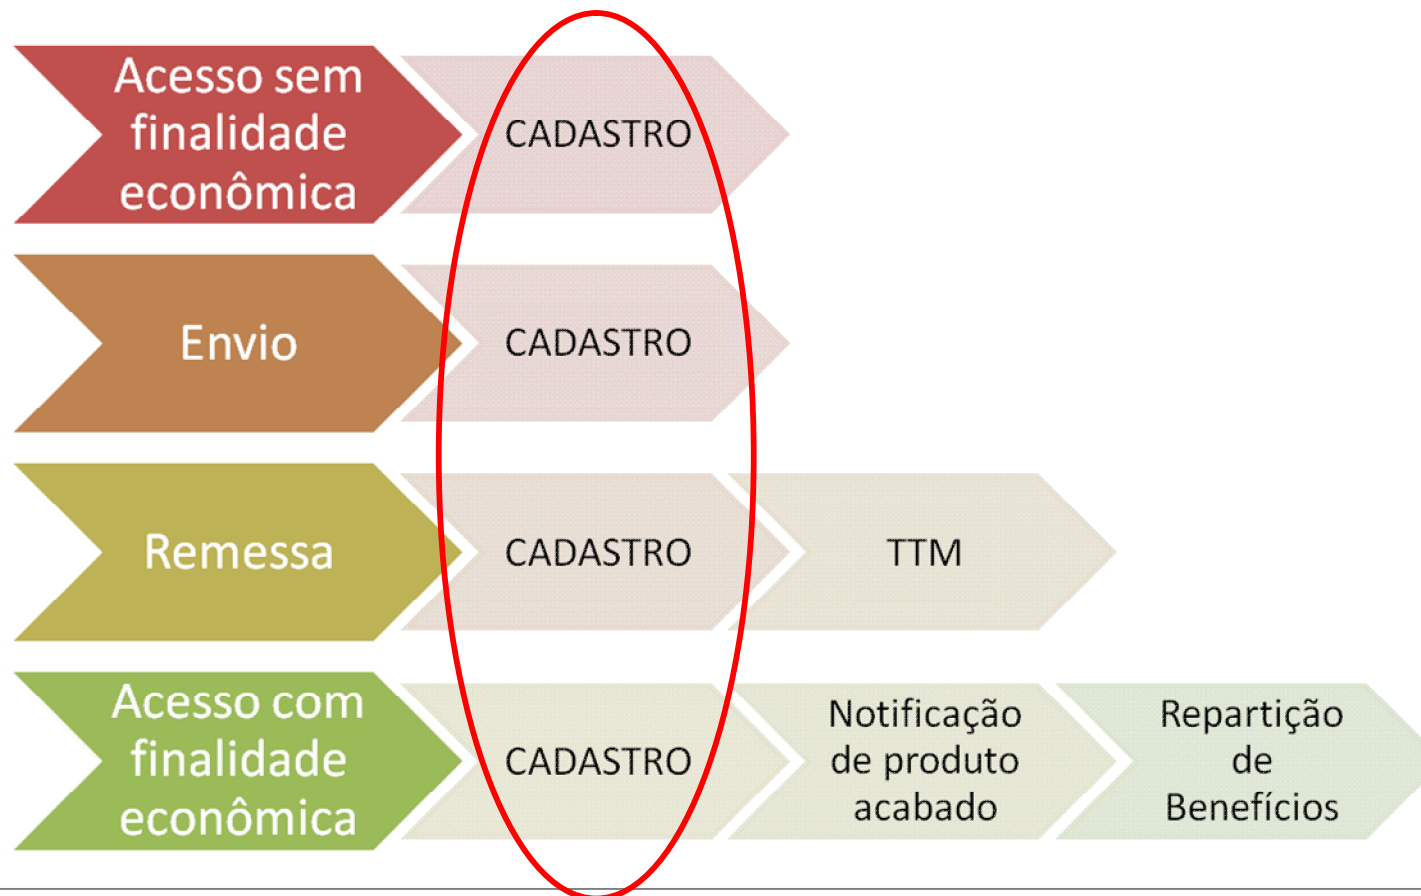 Acesso sem
finalidade
econômica
CADASTRO
Envio
CADASTRO
Remessa
CADASTRO
TTM
Acesso com
finalidade
econômica
CADASTRO
Notificação
de produto
acabado
Repartição
de
Benefícios